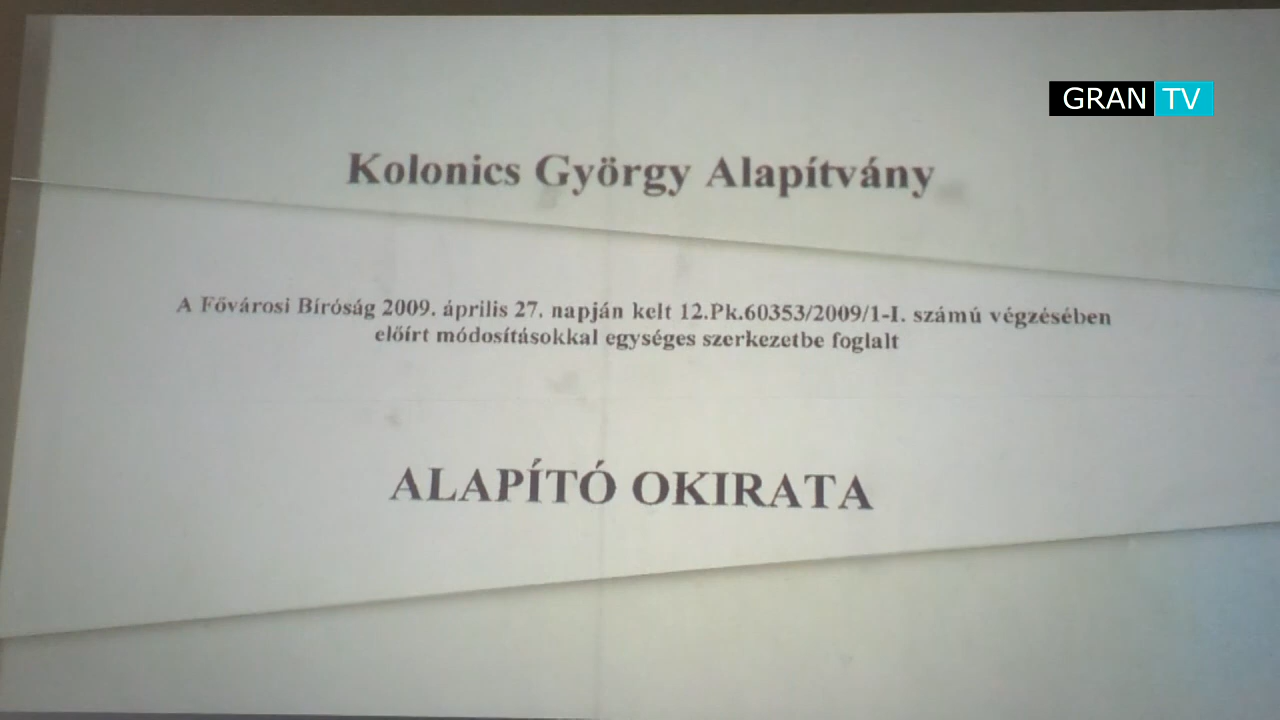 GRAN TV
Kolonics György Alapítvány
A Fővárosi Bíróság 2009. április 27. napján kelt 12.Pk.60353/2009/1-I. számú végzésében
előírt módosításokkal egységes szerkezetbe foglalt
ALAPÍTÓ OKIRATA